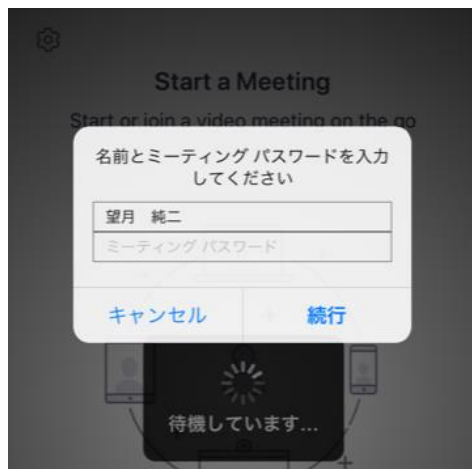 Start a Meeting
Start or join a video meeting on the go
名前とミーティング パスワードを入力
してください
望月　純二
ミーティング パスワード
キャンセル
続行
待機しています...